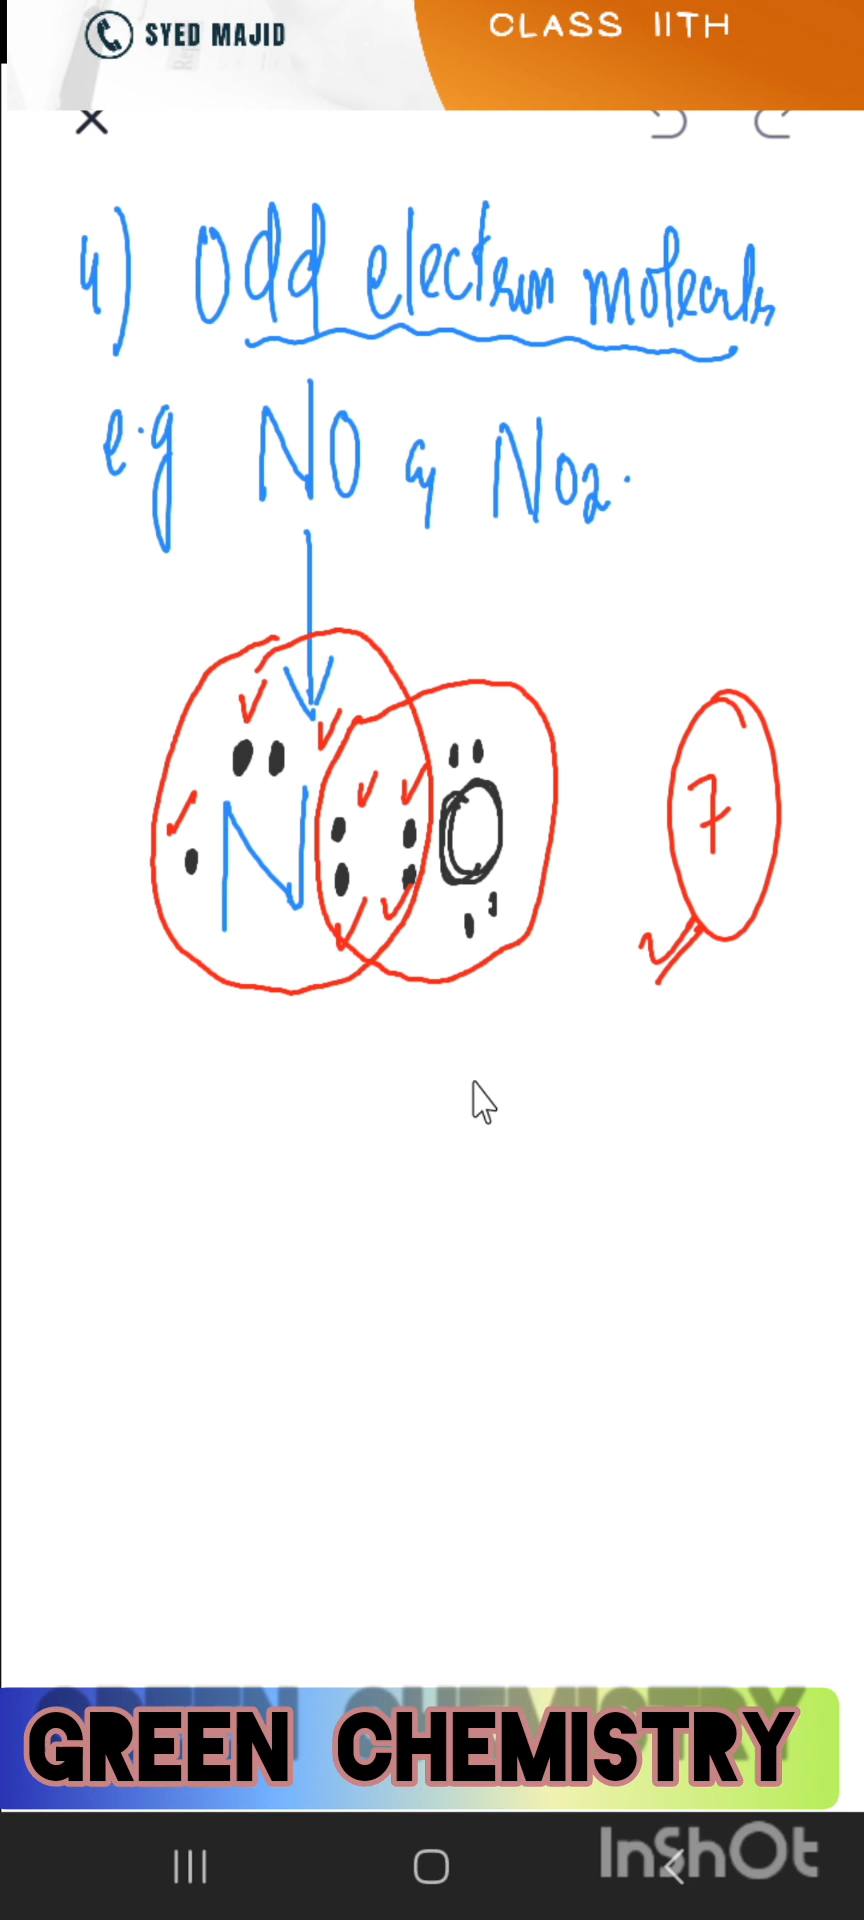 SYED MAJID
CLASS 11TH
4) Odd electron molecules
e.g NO & NO2.
N O
7
GREEN CHEMISTRY
InShOt